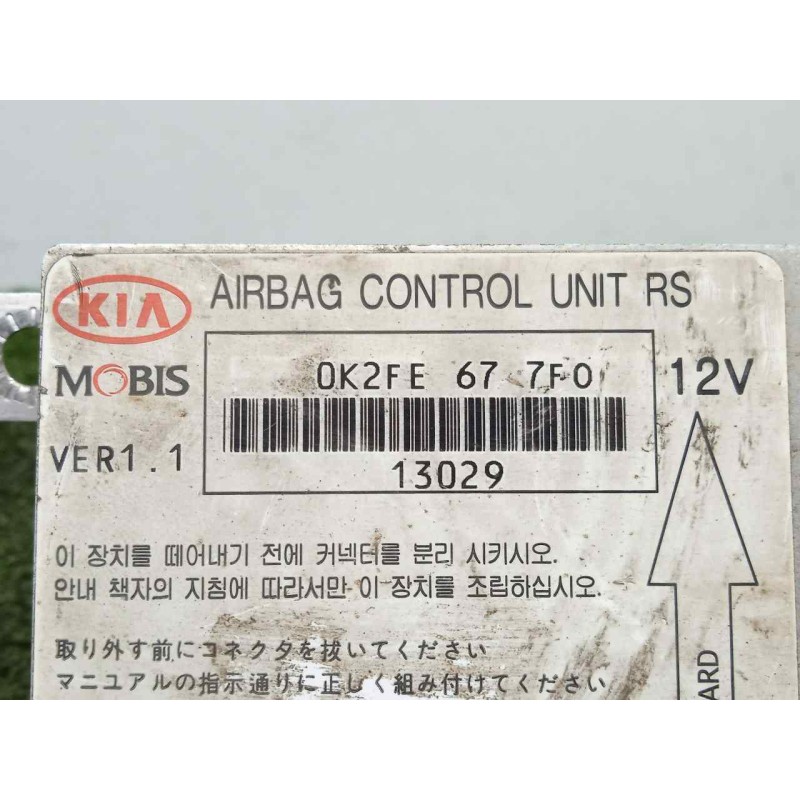 KIA AIRBAG CONTROL UNIT RS
MOBIS 0K2FE 67 7F0 12V
VER1.1 13029
이 장치를 떼어내기 전에 커넥터를 분리 시키시오.
안내 책자의 지침에 따라서만 이 장치를 조립하십시오.
取り外す前にコネクタを抜いてください
マニュアルの指示通りに正しく組み付けてください
ARD